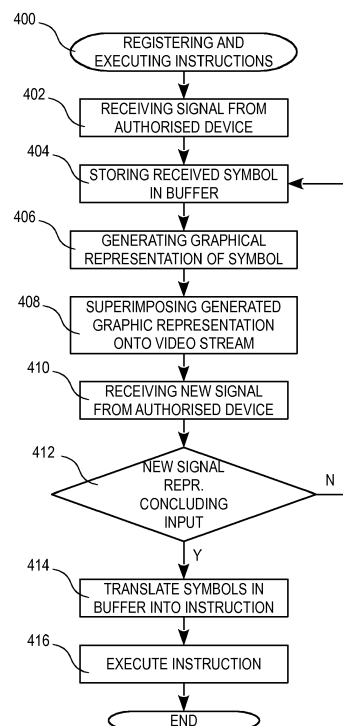 400
REGISTERING AND
EXECUTING INSTRUCTIONS
402
RECEIVING SIGNAL FROM
AUTHORISED DEVICE
404
STORING RECEIVED SYMBOL
IN BUFFER
406
GENERATING GRAPHICAL
REPRESENTATION OF SYMBOL
408
SUPERIMPOSING GENERATED
GRAPHIC REPRESENTATION
ONTO VIDEO STREAM
410
RECEIVING NEW SIGNAL
FROM AUTHORISED DEVICE
412
NEW SIGNAL
REPR.
CONCLUDING
INPUT
N
Y
414
TRANSLATE SYMBOLS IN
BUFFER INTO INSTRUCTION
416
EXECUTE INSTRUCTION
END